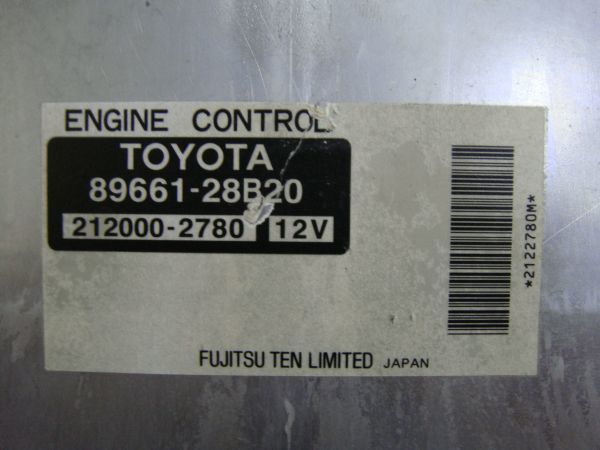 ENGINE CONTROL
TOYOTA
89661-28B20
212000-2780 12V
*2122780M*
FUJITSU TEN LIMITED JAPAN